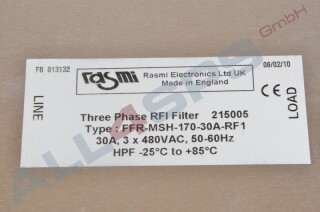 FB 013132
06/02/10
rasmi
Rasmi Electronics Ltd UK
Made in England
CE
LINE
LOAD
Three Phase RFI Filter 215005
Type : FFR-MSH-170-30A-RF1
30A, 3 x 480VAC, 50-60Hz
HPF -25°C to +85°C
ALL4SPS GmbH